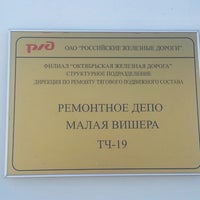 РЖД
ОАО "РОССИЙСКИЕ ЖЕЛЕЗНЫЕ ДОРОГИ"
ФИЛИАЛ "ОКТЯБРЬСКАЯ ЖЕЛЕЗНАЯ ДОРОГА"
СТРУКТУРНОЕ ПОДРАЗДЕЛЕНИЕ
ДИРЕКЦИЯ ПО РЕМОНТУ ТЯГОВОГО ПОДВИЖНОГО СОСТАВА
РЕМОНТНОЕ ДЕПО
МАЛАЯ ВИШЕРА
ТЧ-19